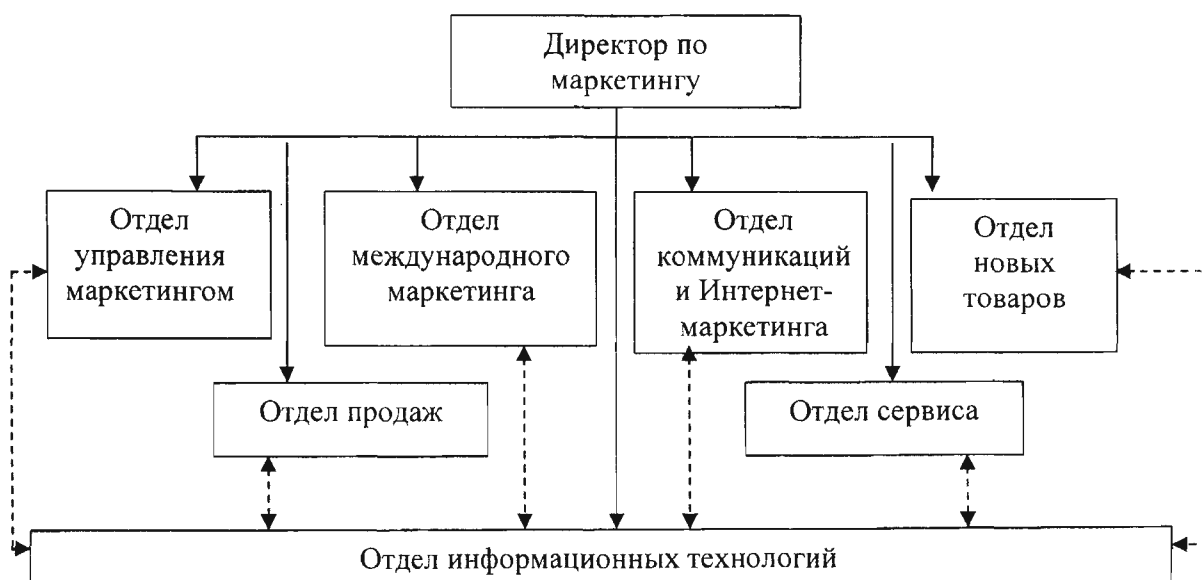 Директор по
маркетингу
Отдел
управления
маркетингом
Отдел
международного
маркетинга
Отдел
коммуникаций
и Интернет-
маркетинга
Отдел
новых
товаров
Отдел продаж
Отдел сервиса
Отдел информационных технологий